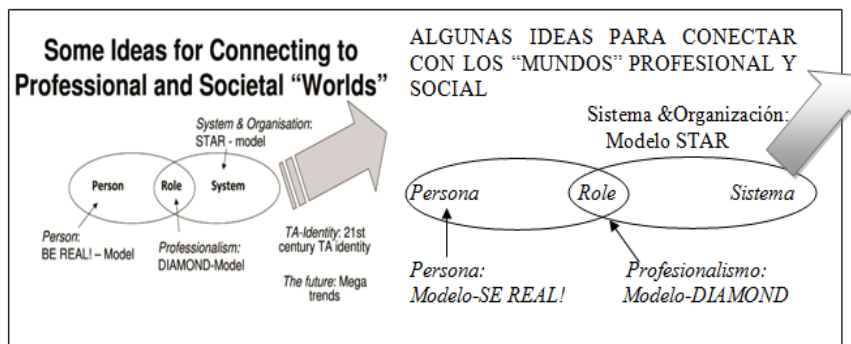 Some Ideas for Connecting to
Professional and Societal “Worlds”
System & Organisation:
STAR - model
Person
Role
System
Person:
BE REAL! – Model
Professionalism:
DIAMOND-Model
TA-Identity: 21st
century TA identity
The future: Mega
trends
ALGUNAS IDEAS PARA CONECTAR
CON LOS “MUNDOS” PROFESIONAL Y
SOCIAL
Sistema &Organización:
Modelo STAR
Persona
Role
Sistema
Persona:
Modelo-SE REAL!
Profesionalismo:
Modelo-DIAMOND